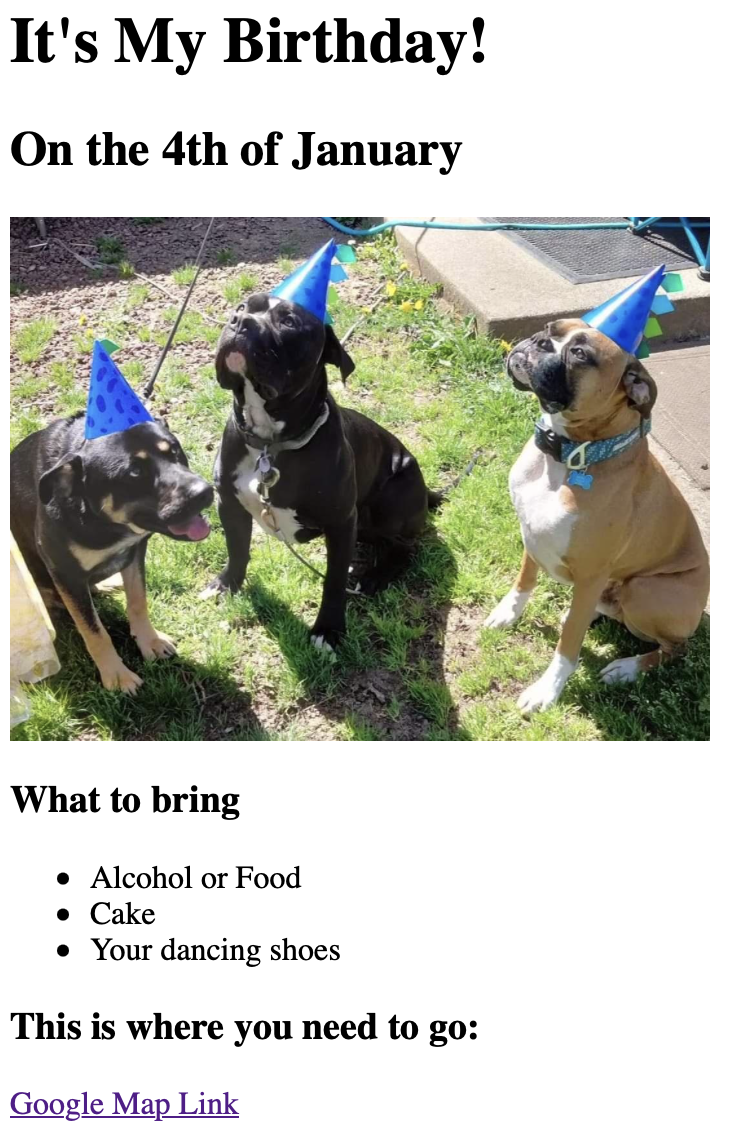 It's My Birthday!
On the 4th of January
What to bring
Alcohol or Food
Cake
Your dancing shoes
This is where you need to go:
Google Map Link